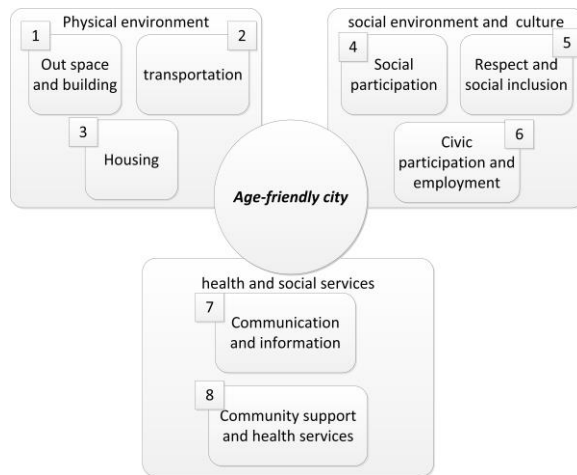 Physical environment
1
Out space
and building
2
transportation
3
Housing
social environment and culture
4
Social
participation
5
Respect and
social inclusion
6
Civic
participation and
employment
Age-friendly city
health and social services
7
Communication
and information
8
Community support
and health services